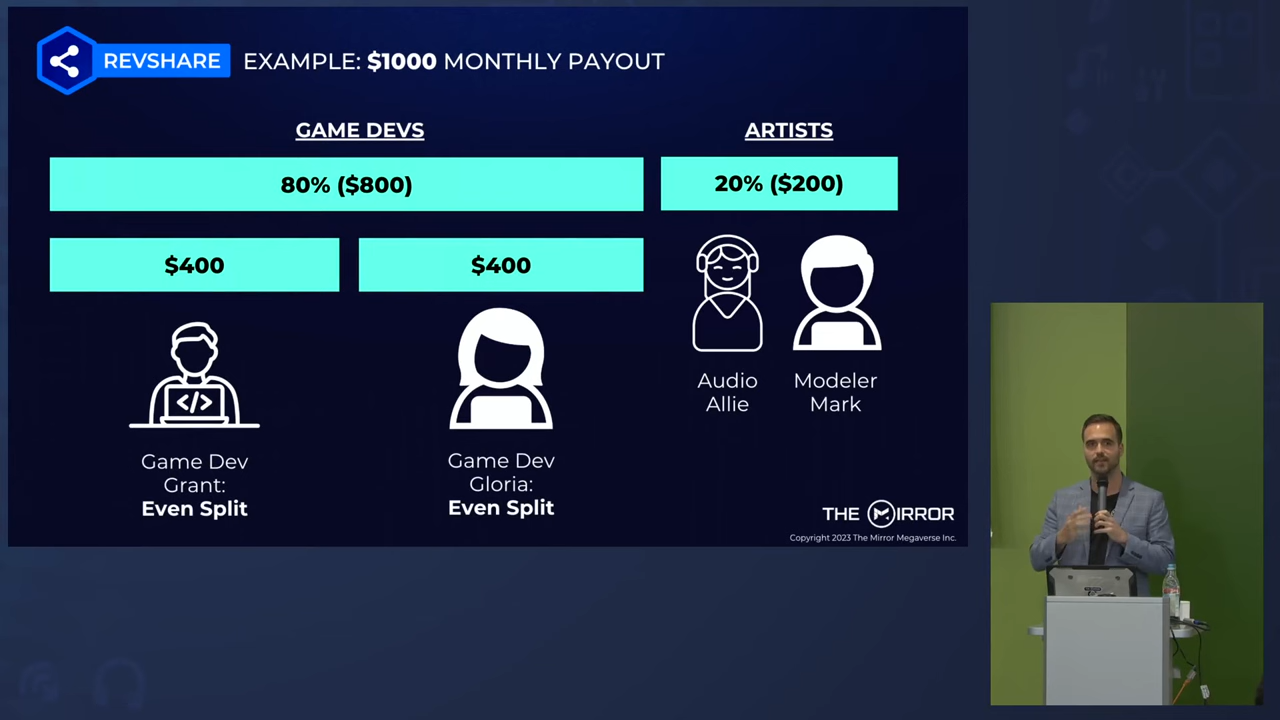 REVSHARE EXAMPLE: $1000 MONTHLY PAYOUT
GAME DEVS
ARTISTS
80% ($800)
20% ($200)
$400
$400
</>
Audio
Allie
Modeler
Mark
Game Dev
Grant:
Even Split
Game Dev
Gloria:
Even Split
THE MIRROR
Copyright 2023 The Mirror Megaverse Inc.